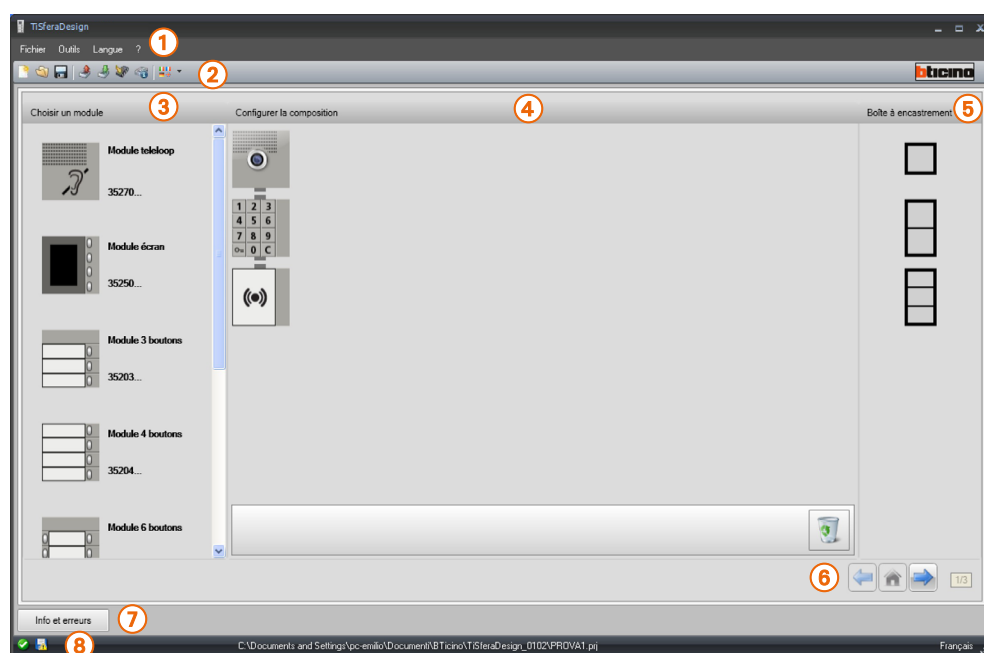 TiSferaDesign
Fichier Outils Langue ?
1
2
bticino
Choisir un module
3
Configurer la composition
4
Boîte à encastrement
5
Module teleloop
35270...
Module écran
35250...
Module 3 boutons
35203...
Module 4 boutons
35204...
Module 6 boutons
1 2 3
4 5 6
7 8 9
0 C
6
1/3
Info et erreurs
7
8
C:\Documents and Settings\pc-emilio\Documenti\BTicino\TiSferaDesign_0102\PROVA1.prj
Français